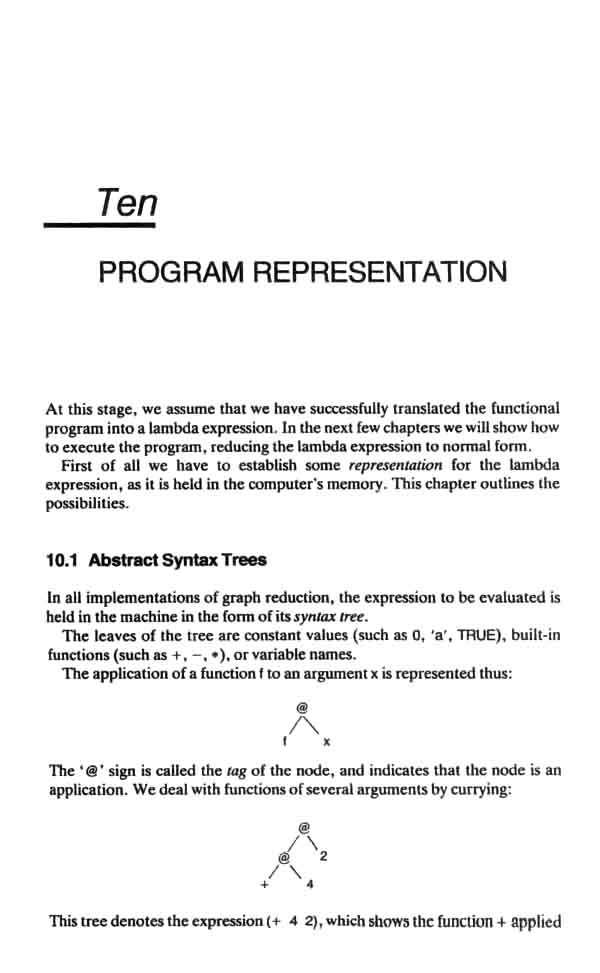 Ten
PROGRAM REPRESENTATION
At this stage, we assume that we have successfully translated the functional
program into a lambda expression. In the next few chapters we will show how
to execute the program, reducing the lambda expression to normal form.
First of all we have to establish some representation for the lambda
expression, as it is held in the computer's memory. This chapter outlines the
possibilities.
10.1 Abstract Syntax Trees
In all implementations of graph reduction, the expression to be evaluated is
held in the machine in the form of its syntax tree.
The leaves of the tree are constant values (such as 0, 'a', TRUE), built-in
functions (such as +, −, *), or variable names.
The application of a function f to an argument x is represented thus:
@
f x
The '@' sign is called the tag of the node, and indicates that the node is an
application. We deal with functions of several arguments by currying:
@
@ 2
+ 4
This tree denotes the expression (+ 4 2), which shows the function + applied